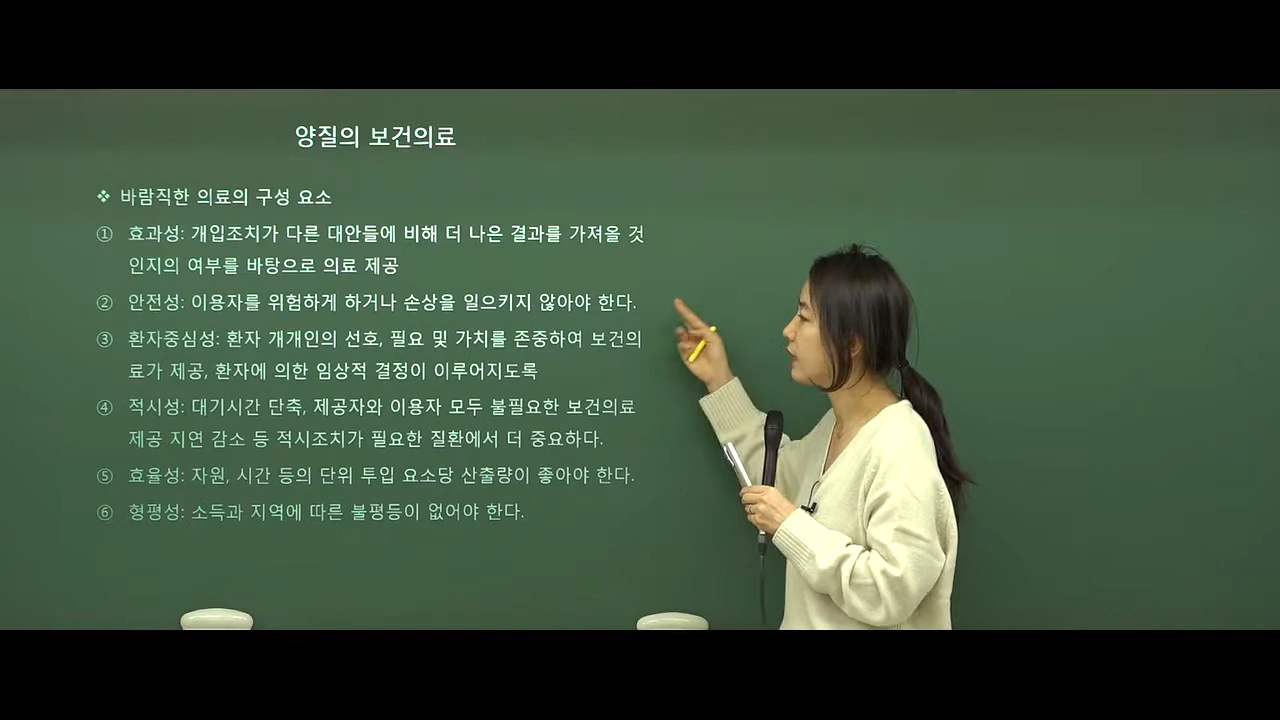 양질의 보건의료
❖ 바람직한 의료의 구성 요소
① 효과성: 개입조치가 다른 대안들에 비해 더 나은 결과를 가져올 것
인지의 여부를 바탕으로 의료 제공
② 안전성: 이용자를 위험하게 하거나 손상을 일으키지 않아야 한다.
③ 환자중심성: 환자 개개인의 선호, 필요 및 가치를 존중하여 보건의
료가 제공, 환자에 의한 임상적 결정이 이루어지도록
④ 적시성: 대기시간 단축, 제공자와 이용자 모두 불필요한 보건의료
제공 지연 감소 등 적시조치가 필요한 질환에서 더 중요하다.
⑤ 효율성: 자원, 시간 등의 단위 투입 요소당 산출량이 좋아야 한다.
⑥ 형평성: 소득과 지역에 따른 불평등이 없어야 한다.